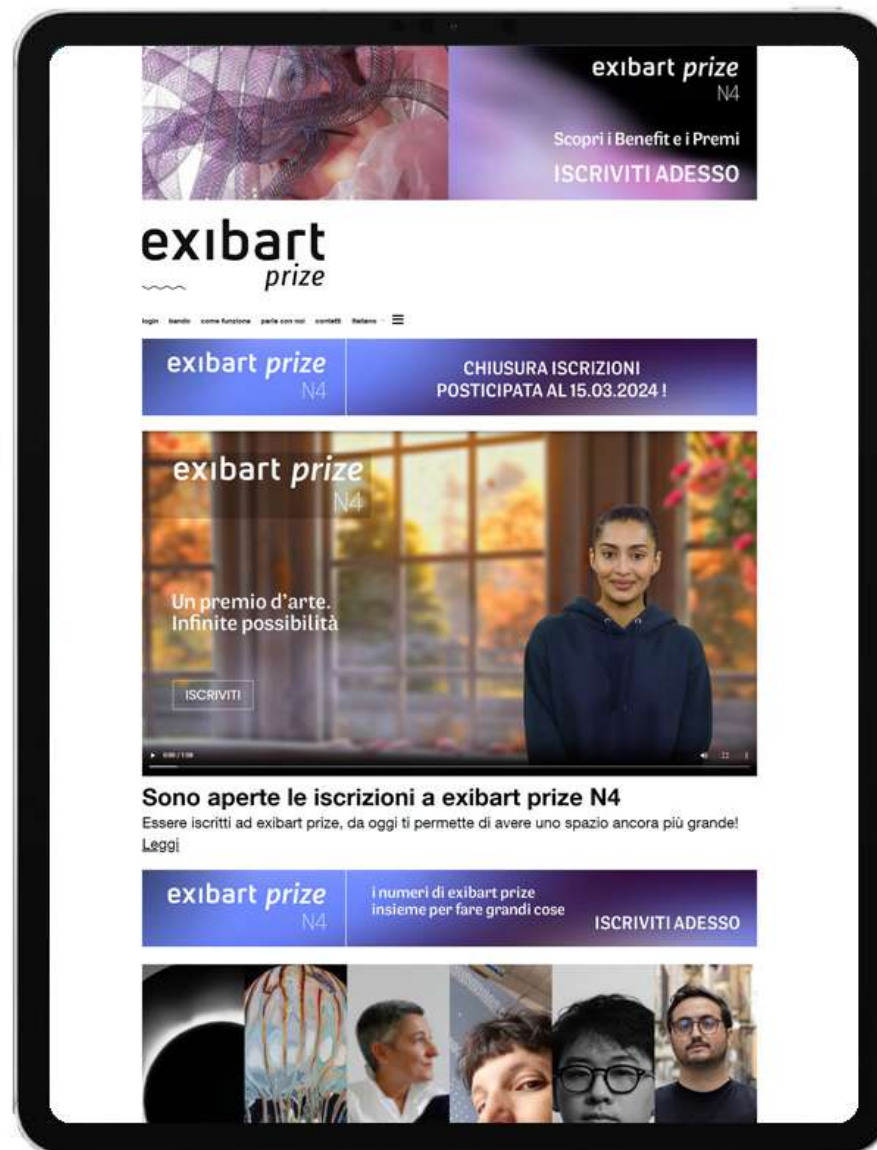 exibart prize
N4
Scopri i Benefit e i Premi
ISCRIVITI ADESSO
exibart
prize
login bando come funziona parla con noi contatti Italiano
exibart prize
N4
CHIUSURA ISCRIZIONI
POSTICIPATA AL 15.03.2024 !
exibart prize
N4
Un premio d'arte.
Infinite possibilità
ISCRIVITI
0:00 / 1:08
Sono aperte le iscrizioni a exibart prize N4
Essere iscritti ad exibart prize, da oggi ti permette di avere uno spazio ancora più grande!
Leggi
exibart prize
N4
i numeri di exibart prize
insieme per fare grandi cose
ISCRIVITI ADESSO